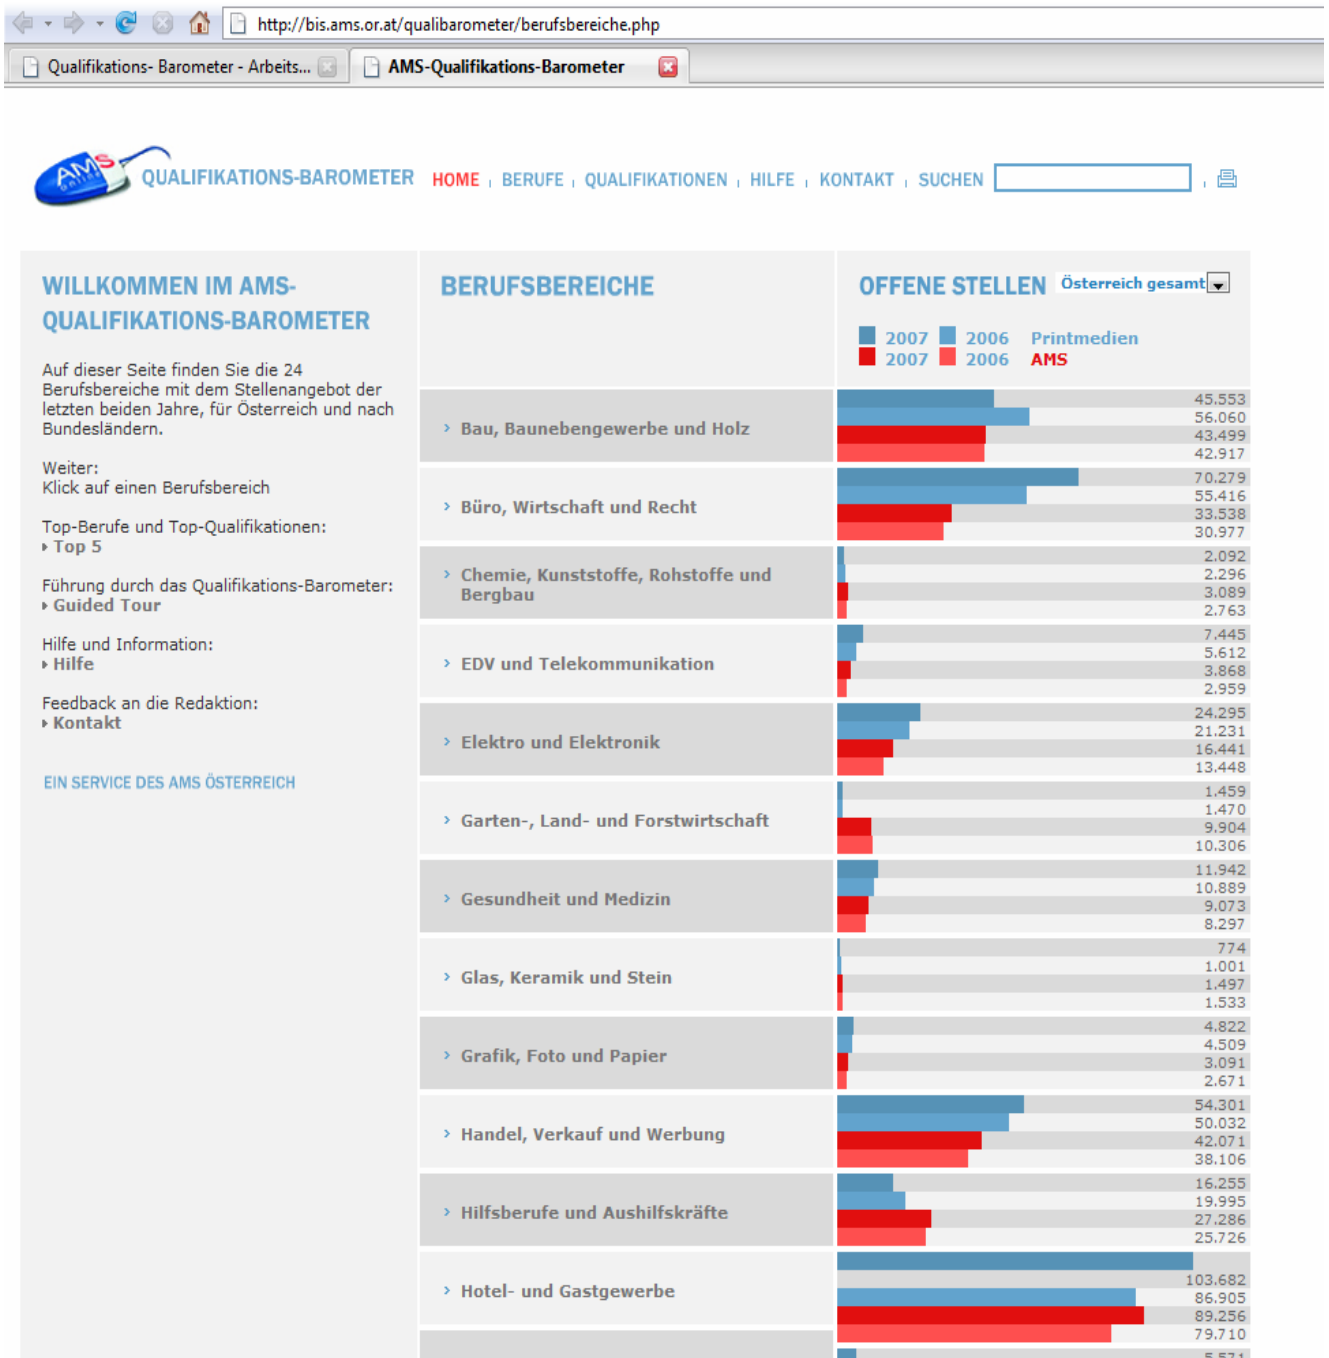 http://bis.ams.or.at/qualibarometer/berufsbereiche.php
Qualifikations- Barometer - Arbeits...
AMS-Qualifikations-Barometer
AMS
online
QUALIFIKATIONS-BAROMETER
HOME | BERUFE | QUALIFIKATIONEN | HILFE | KONTAKT | SUCHEN
WILLKOMMEN IM AMS-
QUALIFIKATIONS-BAROMETER
Auf dieser Seite finden Sie die 24
Berufsbereiche mit dem Stellenangebot der
letzten beiden Jahre, für Österreich und nach
Bundesländern.
Weiter:
Klick auf einen Berufsbereich
Top-Berufe und Top-Qualifikationen:
Top 5
Führung durch das Qualifikations-Barometer:
Guided Tour
Hilfe und Information:
Hilfe
Feedback an die Redaktion:
Kontakt
EIN SERVICE DES AMS ÖSTERREICH
BERUFSBEREICHE
OFFENE STELLEN Österreich gesamt
2007 2006 Printmedien
2007 2006 AMS
Bau, Baunebengewerbe und Holz
45.553
56.060
43.499
42.917
Büro, Wirtschaft und Recht
70.279
55.416
33.538
30.977
Chemie, Kunststoffe, Rohstoffe und
Bergbau
2.092
2.296
3.089
2.763
EDV und Telekommunikation
7.445
5.612
3.868
2.959
Elektro und Elektronik
24.295
21.231
16.441
13.448
Garten-, Land- und Forstwirtschaft
1.459
1.470
9.904
10.306
Gesundheit und Medizin
11.942
10.889
9.073
8.297
Glas, Keramik und Stein
774
1.001
1.497
1.533
Grafik, Foto und Papier
4.822
4.509
3.091
2.671
Handel, Verkauf und Werbung
54.301
50.032
42.071
38.106
Hilfsberufe und Aushilfskräfte
16.255
19.995
27.286
25.726
Hotel- und Gastgewerbe
103.682
86.905
89.256
79.710